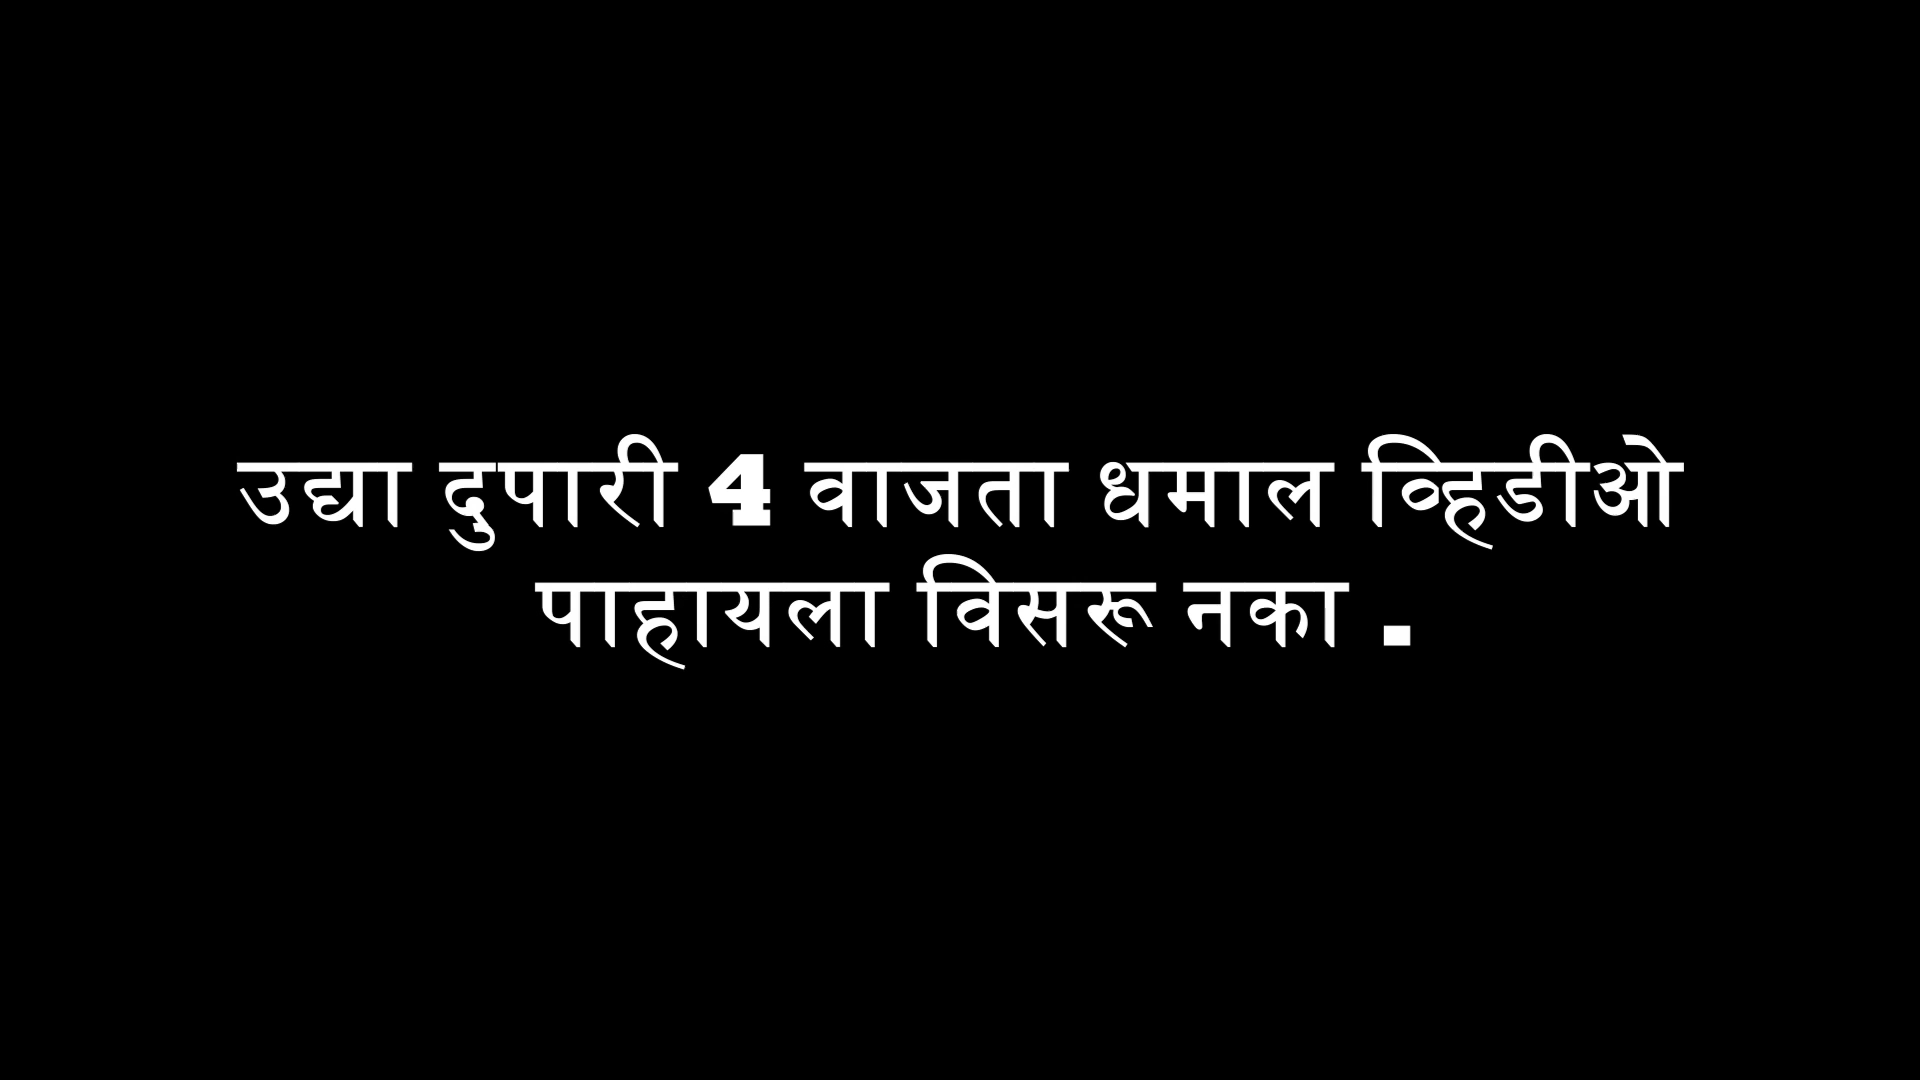 उद्या दुपारी 4 वाजता धमाल व्हिडीओ
पाहायला विसरू नका .